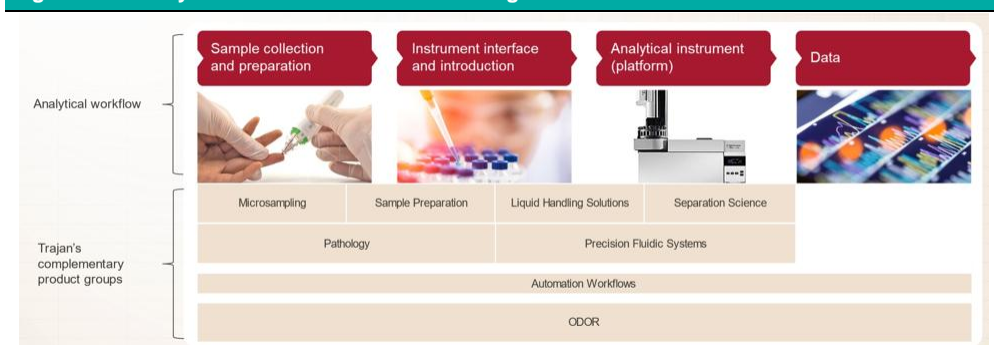 Sample collection
and preparation
Instrument interface
and introduction
Analytical instrument
(platform)
Data
Analytical workflow
Microsampling
Sample Preparation
Liquid Handling Solutions
Separation Science
Pathology
Precision Fluidic Systems
Trajan's
complementary
product groups
Automation Workflows
ODOR